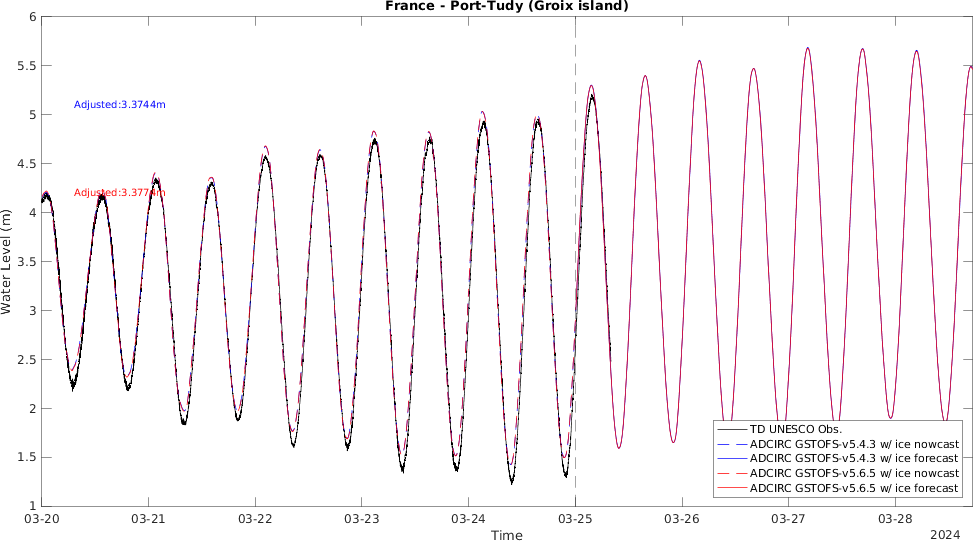 France - Port-Tudy (Groix island)
6
5.5
5
4.5
4
3.5
3
2.5
2
1.5
1
Water Level (m)
Adjusted:3.3744m
Adjusted:3.3774m
TD UNESCO Obs.
ADCIRC GSTOFS-v5.4.3 w/ ice nowcast
ADCIRC GSTOFS-v5.4.3 w/ ice forecast
ADCIRC GSTOFS-v5.6.5 w/ ice nowcast
ADCIRC GSTOFS-v5.6.5 w/ ice forecast
03-20 03-21 03-22 03-23 03-24 03-25 03-26 03-27 03-28
Time
2024